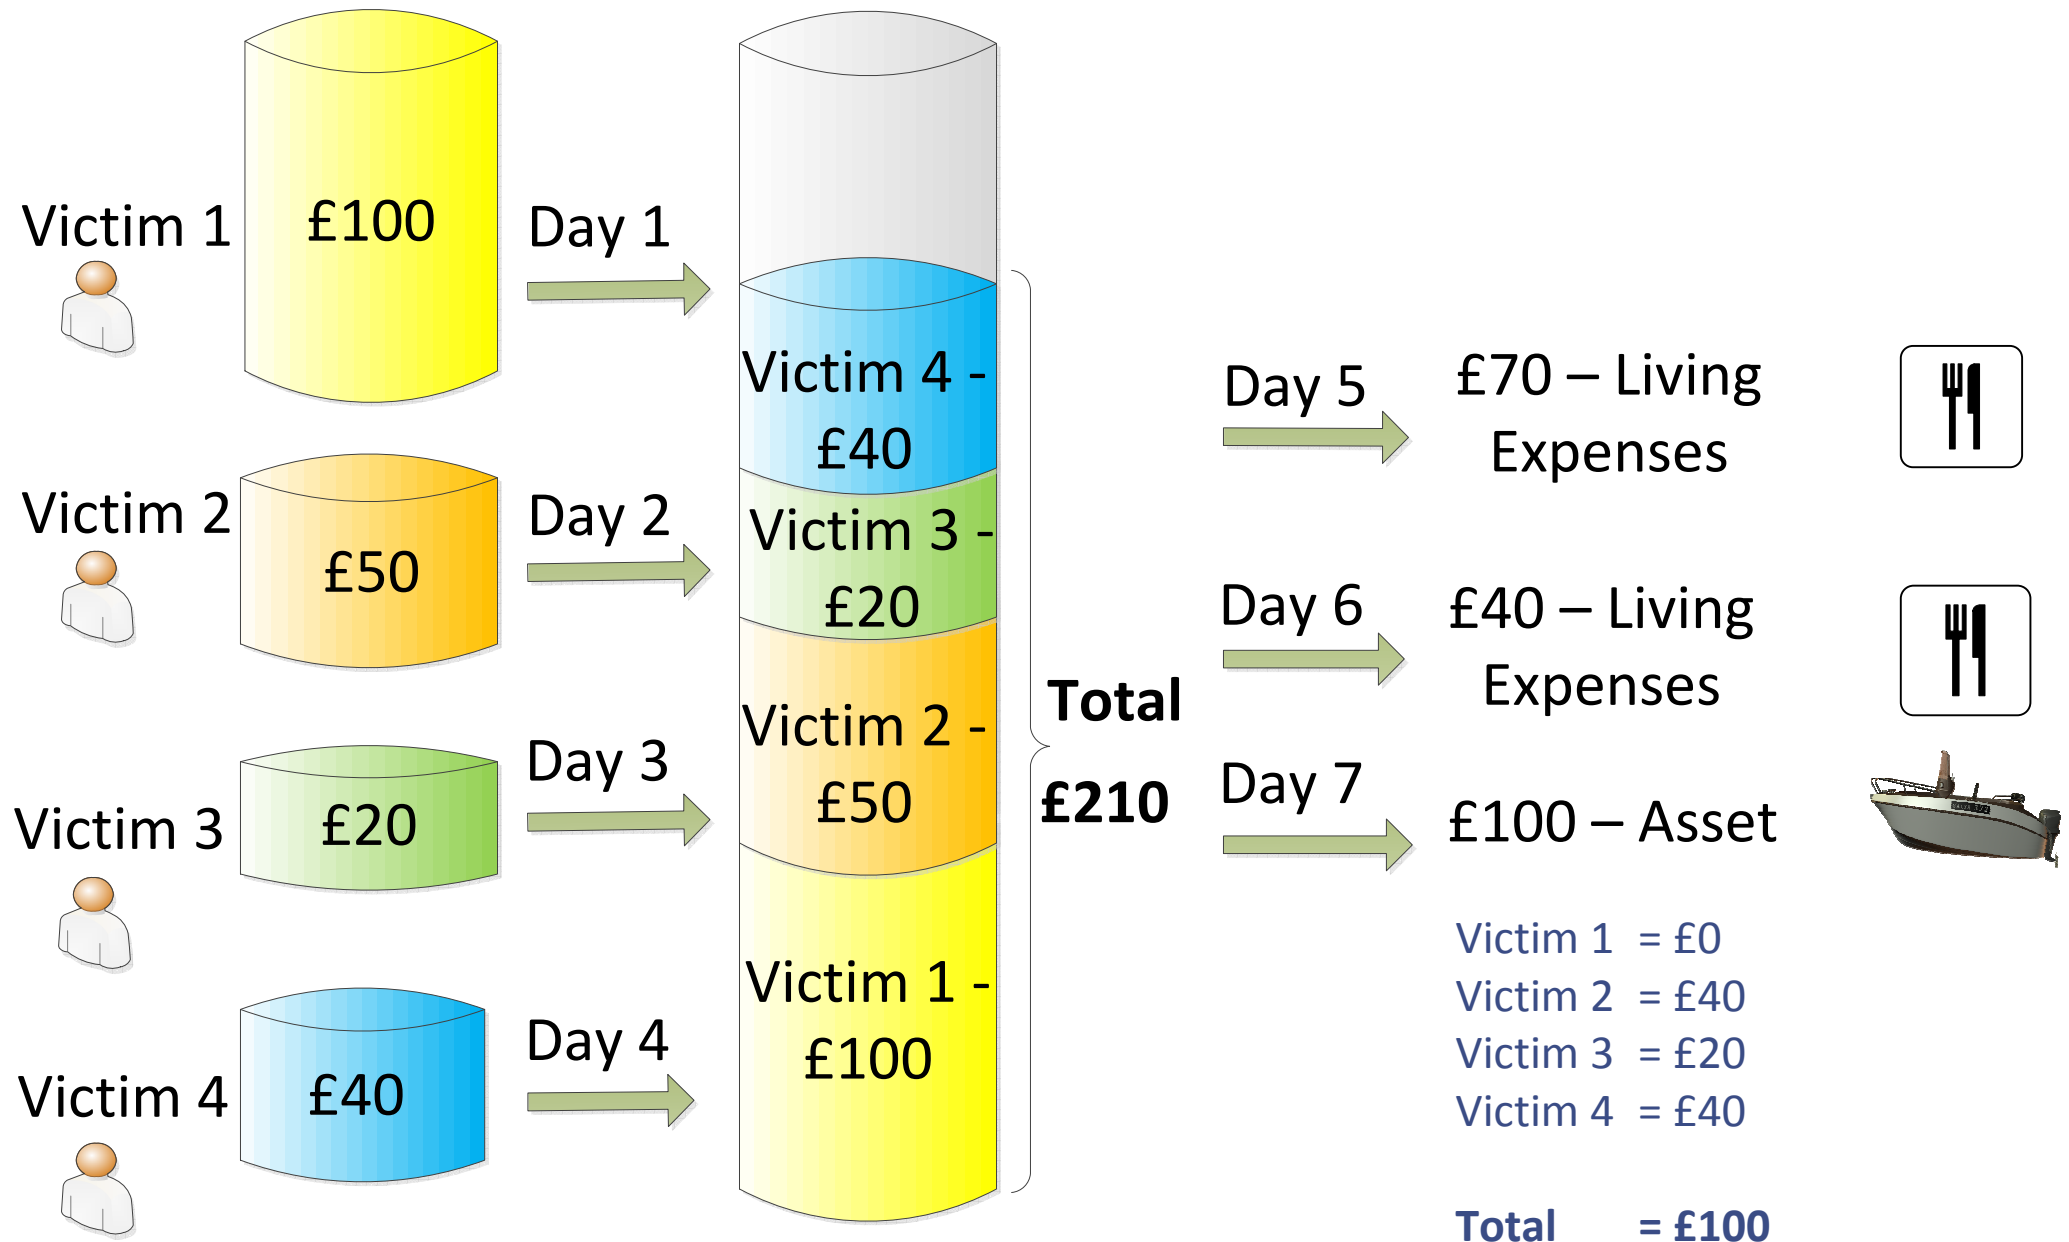 Victim 1
£100
Day 1
Victim 2
£50
Day 2
Victim 3
£20
Day 3
Victim 4
£40
Day 4
Victim 4 -
£40
Victim 3 -
£20
Victim 2 -
£50
Victim 1 -
£100
Total
£210
Day 5
£70 – Living
Expenses
Day 6
£40 – Living
Expenses
Day 7
£100 – Asset
Victim 1 = £0
Victim 2 = £40
Victim 3 = £20
Victim 4 = £40
Total = £100